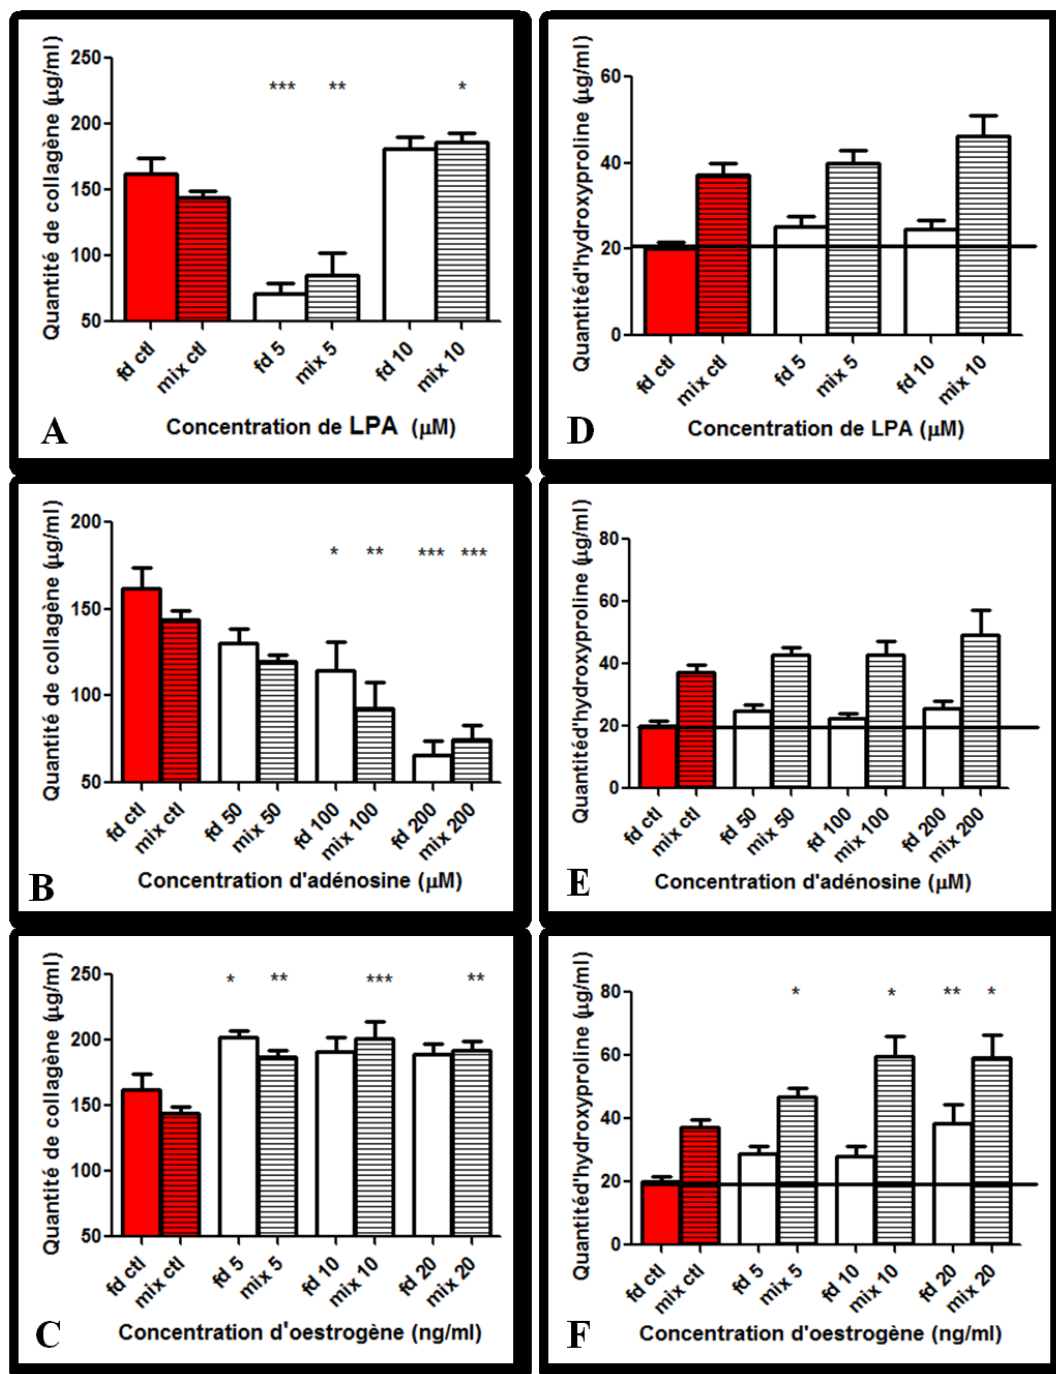 Quantité de collagène (µg/ml)
250
200
150
100
50
*** ** *
fd ctl
mix ctl
fd 5
mix 5
fd 10
mix 10
A
Concentration de LPA (µM)
Quantitéd'hydroxyproline (µg/ml)
60
40
20
0
fd ctl
mix ctl
fd 5
mix 5
fd 10
mix 10
D
Concentration de LPA (µM)
Quantité de collagène (µg/ml)
200
150
100
50
* ** *** ***
fd ctl
mix ctl
fd 50
mix 50
fd 100
mix 100
fd 200
mix 200
B
Concentration d'adénosine (µM)
Quantitéd'hydroxyproline (µg/ml)
80
60
40
20
0
fd ctl
mix ctl
fd 50
mix 50
fd 100
mix 100
fd 200
mix 200
E
Concentration d'adénosine (µM)
Quantité de collagène (µg/ml)
250
200
150
100
50
* ** *** **
fd ctl
mix ctl
fd 5
mix 5
fd 10
mix 10
fd 20
mix 20
C
Concentration d'oestrogène (ng/ml)
Quantitéd'hydroxyproline (µg/ml)
80
60
40
20
0
* * ** *
fd ctl
mix ctl
fd 5
mix 5
fd 10
mix 10
fd 20
mix 20
F
Concentration d'oestrogène (ng/ml)